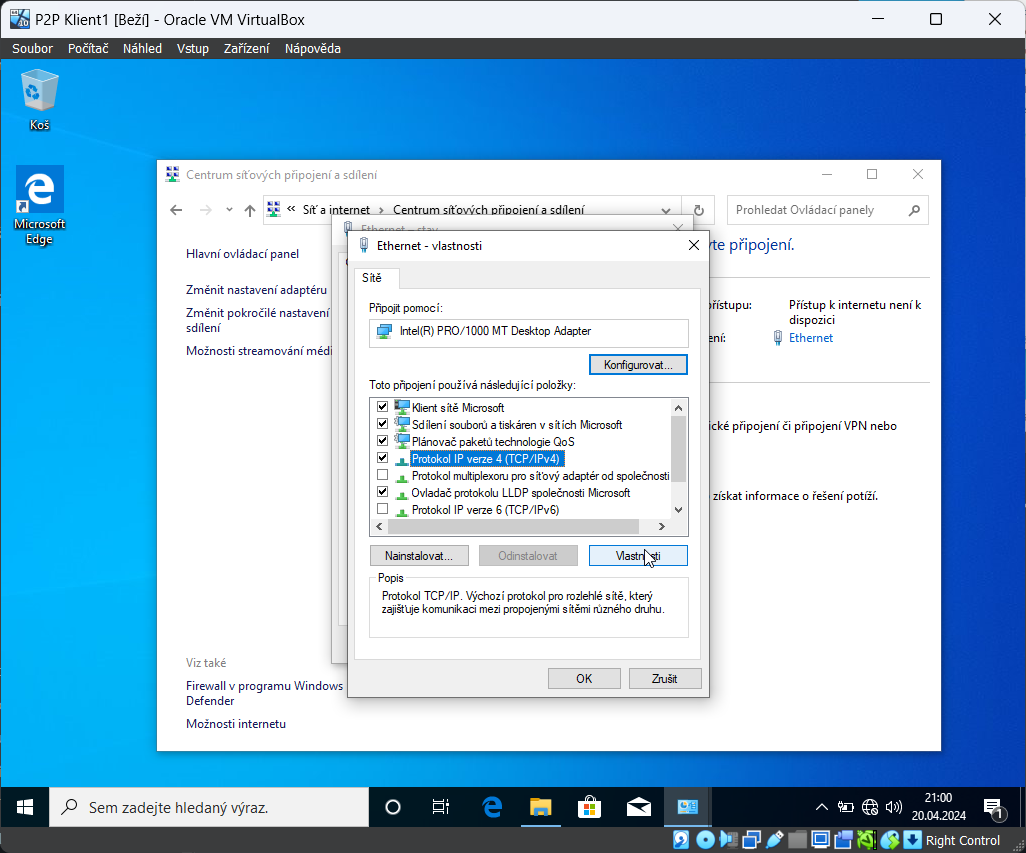 P2P Klient1 [Beží] - Oracle VM VirtualBox
Soubor Počítač Náhled Vstup Zařízení Nápověda
Koš
Microsoft
Edge
Centrum síťových připojení a sdílení
« Síť a internet › Centrum síťových připojení a sdílení
Prohledat Ovládací panely
Hlavní ovládací panel
Změnit nastavení adaptéru
Změnit pokročilé nastavení
sdílení
Možnosti streamování médi
Viz také
Firewall v programu Windows
Defender
Možnosti internetu
Ethernet – stav
yte připojení.
přístupu: Přístup k internetu není k
dispozici
ení: Ethernet
ické připojení či připojení VPN nebo
získat informace o řešení potíží.
Ethernet - vlastnosti
Sítě
Připojit pomocí:
Intel(R) PRO/1000 MT Desktop Adapter
Konfigurovat...
Toto připojení používá následující položky:
Klient sítě Microsoft
Sdílení souborů a tiskáren v sítích Microsoft
Plánovač paketů technologie QoS
Protokol IP verze 4 (TCP/IPv4)
Protokol multiplexoru pro síťový adaptér od společnosti
Ovladač protokolu LLDP společnosti Microsoft
Protokol IP verze 6 (TCP/IPv6)
Nainstalovat... Odinstalovat Vlastnosti
Popis
Protokol TCP/IP. Výchozí protokol pro rozlehlé sítě, který
zajišťuje komunikaci mezi propojenými sítěmi různého druhu.
OK Zrušit
Sem zadejte hledaný výraz.
21:00
20.04.2024
1
Right Control